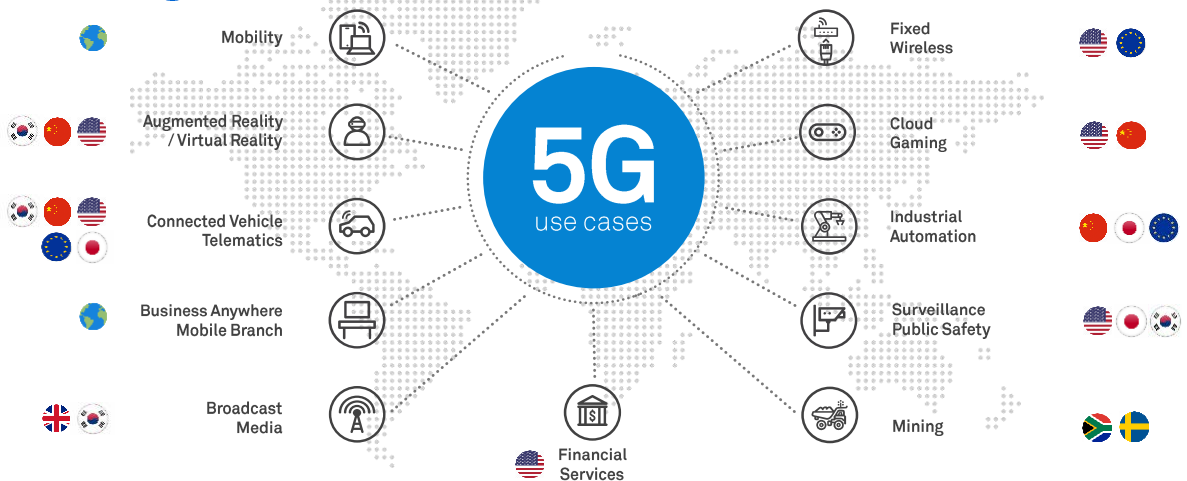 Mobility
Augmented Reality
/ Virtual Reality
Connected Vehicle
Telematics
Business Anywhere
Mobile Branch
Broadcast
Media
5G
use cases
$
Financial
Services
Fixed
Wireless
Cloud
Gaming
Industrial
Automation
Surveillance
Public Safety
Mining